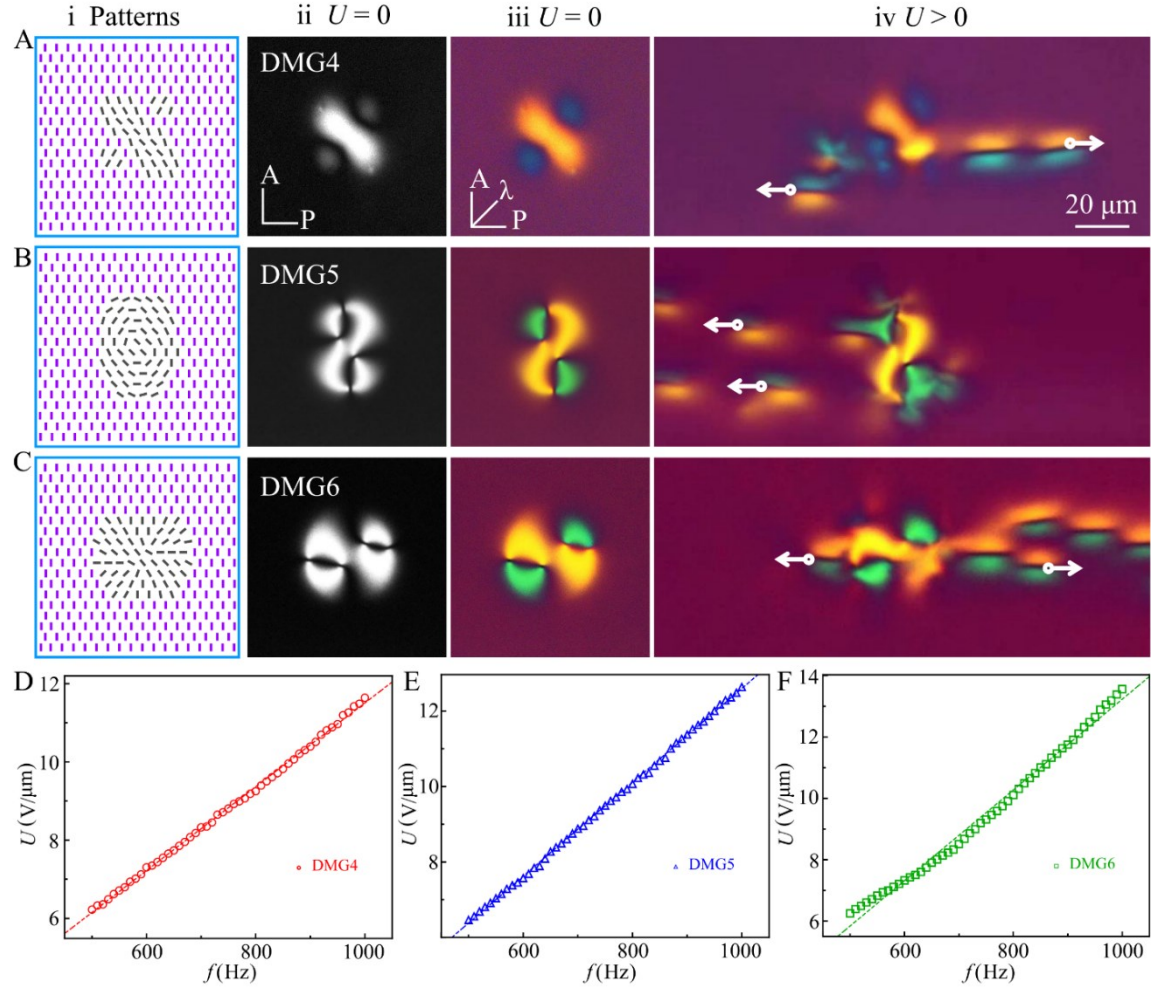 i Patterns
ii U = 0
iii U = 0
iv U > 0
A
DMG4
A
P
A
λ
P
20 μm
B
DMG5
C
DMG6
D
12
10
8
6
U (V/μm)
600
800
1000
f (Hz)
DMG4
E
12
10
8
U (V/μm)
600
800
1000
f (Hz)
DMG5
F
14
12
10
8
6
U (V/μm)
600
800
1000
f (Hz)
DMG6